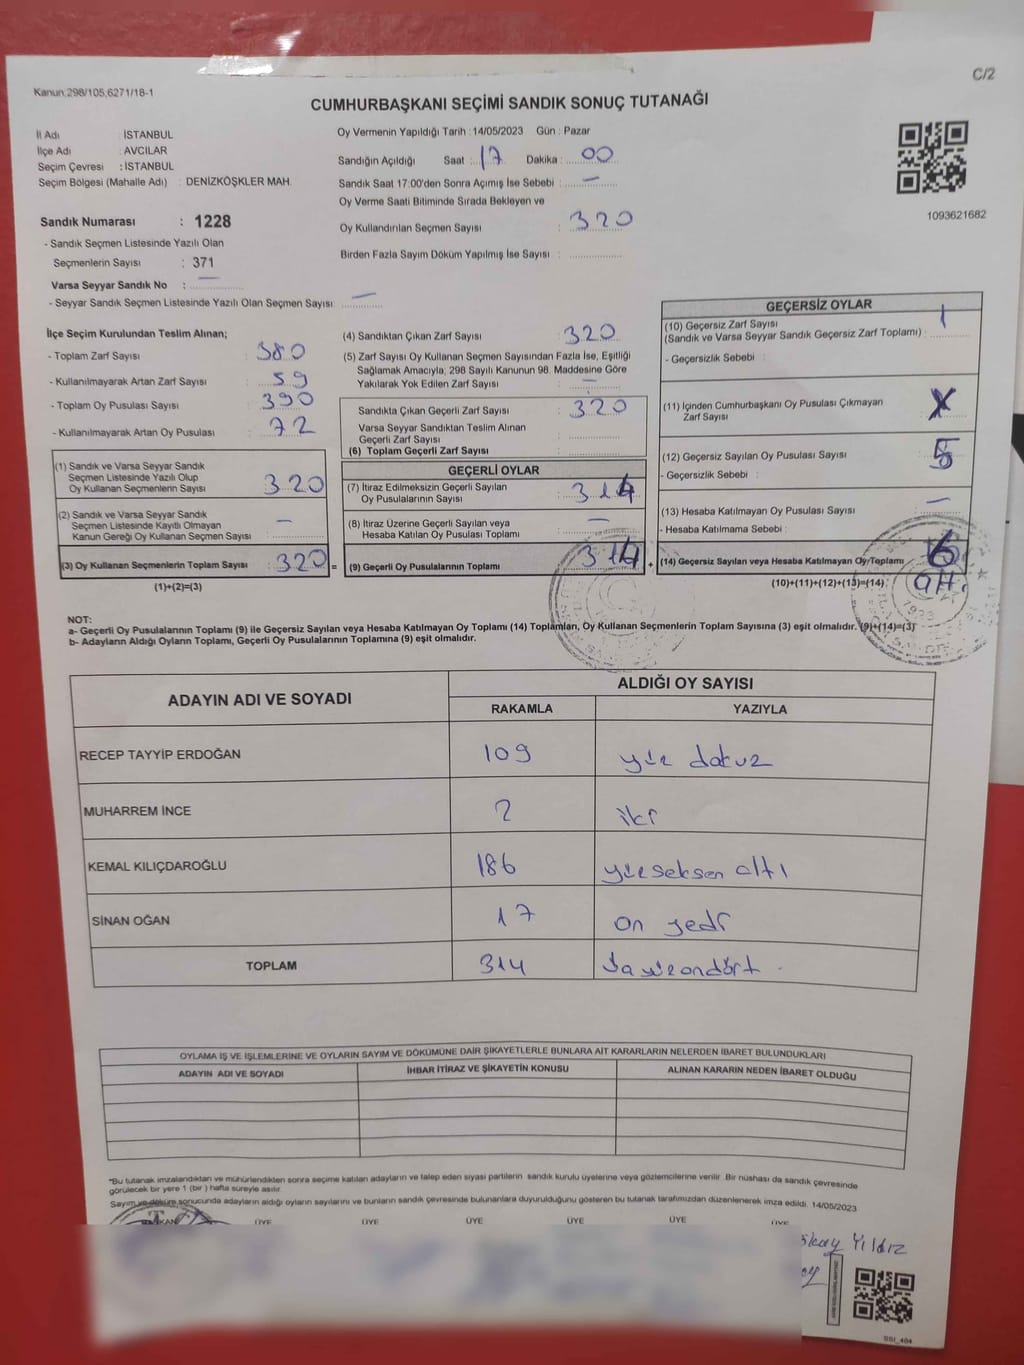 C/2
Kanun:298/105,6271/18-1
CUMHURBAŞKANI SEÇİMİ SANDIK SONUÇ TUTANAĞI
İl Adı : İSTANBUL
İlçe Adı : AVCILAR
Seçim Çevresi : İSTANBUL
Seçim Bölgesi (Mahalle Adı) : DENİZKÖŞKLER MAH.
Oy Vermenin Yapıldığı Tarih : 14/05/2023 Gün : Pazar
Sandığın Açıldığı Saat : 17 Dakika : 00
Sandık Saat 17:00'den Sonra Açımış İse Sebebi : —
Oy Verme Saati Bitiminde Sırada Bekleyen ve
Oy Kullandırılan Seçmen Sayısı : 320
Birden Fazla Sayım Döküm Yapılmış İse Sayısı :
1093621682
Sandık Numarası : 1228
- Sandık Seçmen Listesinde Yazılı Olan
Seçmenlerin Sayısı : 371
Varsa Seyyar Sandık No : —
- Seyyar Sandık Seçmen Listesinde Yazılı Olan Seçmen Sayısı : —
İlçe Seçim Kurulundan Teslim Alınan;
- Toplam Zarf Sayısı : 380
- Kullanılmayarak Artan Zarf Sayısı : 59
- Toplam Oy Pusulası Sayısı : 390
- Kullanılmayarak Artan Oy Pusulası : 72
(1) Sandık ve Varsa Seyyar Sandık
Seçmen Listesinde Yazılı Olup
Oy Kullanan Seçmenlerin Sayısı : 320
(2) Sandık ve Varsa Seyyar Sandık
Seçmen Listesinde Kayıtlı Olmayan
Kanun Gereği Oy Kullanan Seçmen Sayısı : —
(3) Oy Kullanan Seçmenlerin Toplam Sayısı : 320 =
(1)+(2)=(3)
(4) Sandıktan Çıkan Zarf Sayısı : 320
(5) Zarf Sayısı Oy Kullanan Seçmen Sayısından Fazla İse, Eşitliği
Sağlamak Amacıyla; 298 Sayılı Kanunun 98. Maddesine Göre
Yakılarak Yok Edilen Zarf Sayısı : —
Sandıkta Çıkan Geçerli Zarf Sayısı : 320
Varsa Seyyar Sandıktan Teslim Alınan
Geçerli Zarf Sayısı :
(6) Toplam Geçerli Zarf Sayısı :
GEÇERLİ OYLAR
(7) İtiraz Edilmeksizin Geçerli Sayılan
Oy Pusulalarının Sayısı : 314
(8) İtiraz Üzerine Geçerli Sayılan veya
Hesaba Katılan Oy Pusulası Toplamı : —
(9) Geçerli Oy Pusulalarının Toplamı : 314 +
GEÇERSİZ OYLAR
(10) Geçersiz Zarf Sayısı
(Sandık ve Varsa Seyyar Sandık Geçersiz Zarf Toplamı) : 1
- Geçersizlik Sebebi :
(11) İçinden Cumhurbaşkanı Oy Pusulası Çıkmayan
Zarf Sayısı
(12) Geçersiz Sayılan Oy Pusulası Sayısı : 5
- Geçersizlik Sebebi :
(13) Hesaba Katılmayan Oy Pusulası Sayısı : —
- Hesaba Katılmama Sebebi :
(14) Geçersiz Sayılan veya Hesaba Katılmayan Oy Toplamı 6
(10)+(11)+(12)+(13)=(14)
NOT:
a- Geçerli Oy Pusulalarının Toplamı (9) ile Geçersiz Sayılan veya Hesaba Katılmayan Oy Toplamı (14) Toplamları, Oy Kullanan Seçmenlerin Toplam Sayısına (3) eşit olmalıdır. (9)+(14)=(3)
b- Adayların Aldığı Oyların Toplamı, Geçerli Oy Pusulalarının Toplamına (9) eşit olmalıdır.
ADAYIN ADI VE SOYADI
ALDIĞI OY SAYISI
RAKAMLA YAZIYLA
RECEP TAYYİP ERDOĞAN 109 yüz dokuz
MUHARREM İNCE 2 iki
KEMAL KILIÇDAROĞLU 186 yüzseksen altı
SİNAN OĞAN 17 on yedi
TOPLAM 314 üçyüzondört
OYLAMA İŞ VE İŞLEMLERİNE VE OYLARIN SAYIM VE DÖKÜMÜNE DAİR ŞİKAYETLERLE BUNLARA AİT KARARLARIN NELERDEN İBARET BULUNDUKLARI
ADAYIN ADI VE SOYADI İHBAR İTİRAZ VE ŞİKAYETİN KONUSU ALINAN KARARIN NEDEN İBARET OLDUĞU
*Bu tutanak imzalandıktan ve mühürlendikten sonra seçime katılan adayların ve talep eden siyasi partilerin sandık kurulu üyelerine veya gözlemcilerine verilir. Bir nüshası da sandık çevresinde
görülecek bir yere 1 (bir ) hafta süreyle asılır.
Sayım ve döküm sonucunda adayların aldığı oyların sayılarını ve bunların sandık çevresinde bulunanlara duyurulduğunu gösteren bu tutanak tarafımızdan düzenlenerek imza edildi. 14/05/2023
ÜYE ÜYE ÜYE ÜYE ÜYE ÜYE
Yıldız
SSI_404